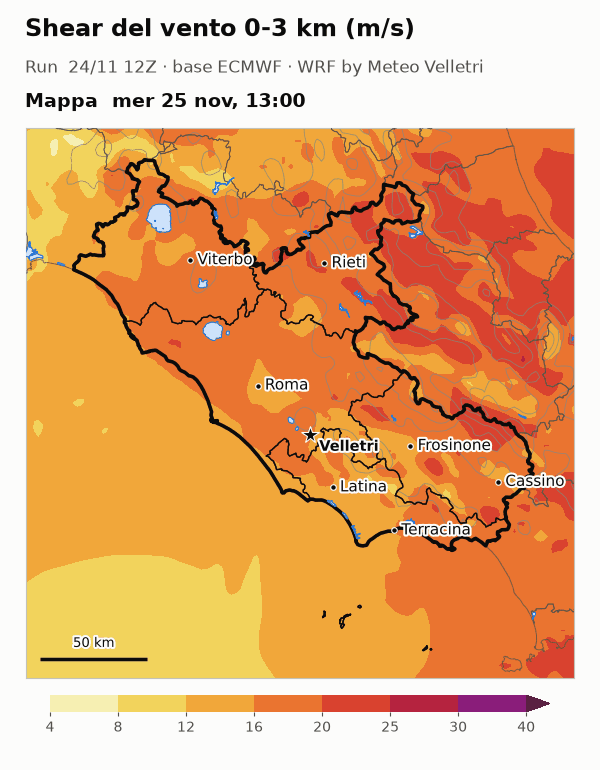 Shear del vento 0-3 km (m/s)
Run  24/11 12Z · base ECMWF · WRF by Meteo Velletri
Mappa  mer 25 nov, 13:00
Viterbo
Rieti
Roma
Velletri
Frosinone
Latina
Cassino
Terracina
50 km
4 8 12 16 20 25 30 40